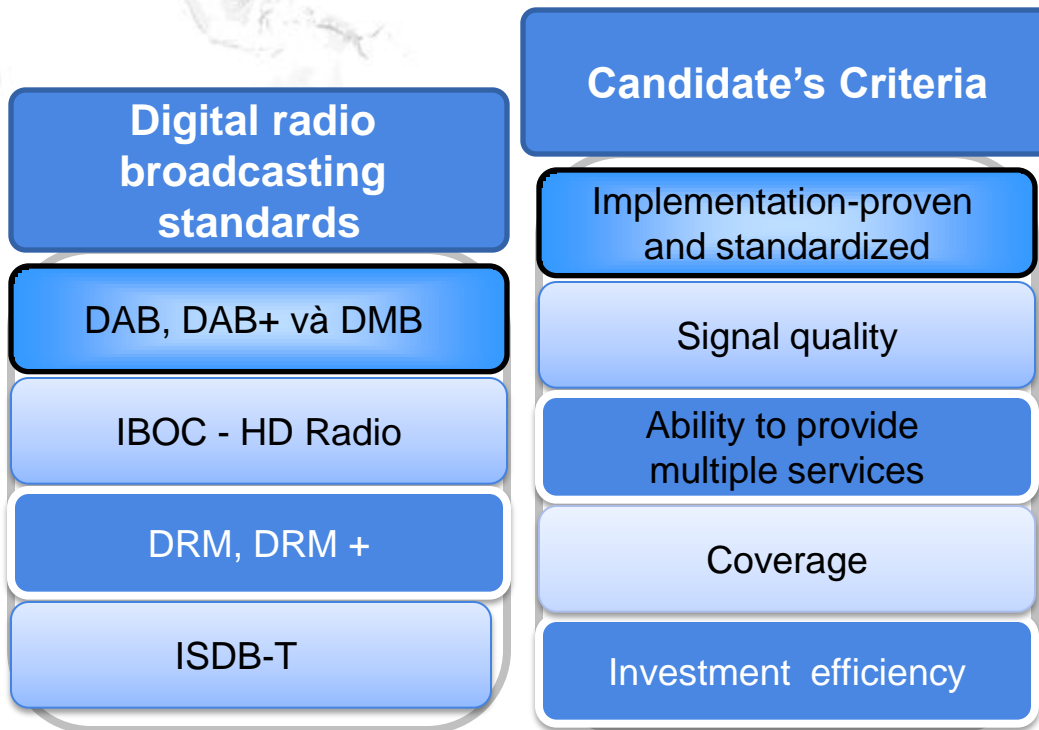 Digital radio
broadcasting
standards
DAB, DAB+ và DMB
IBOC - HD Radio
DRM, DRM +
ISDB-T
Candidate’s Criteria
Implementation-proven
and standardized
Signal quality
Ability to provide
multiple services
Coverage
Investment efficiency